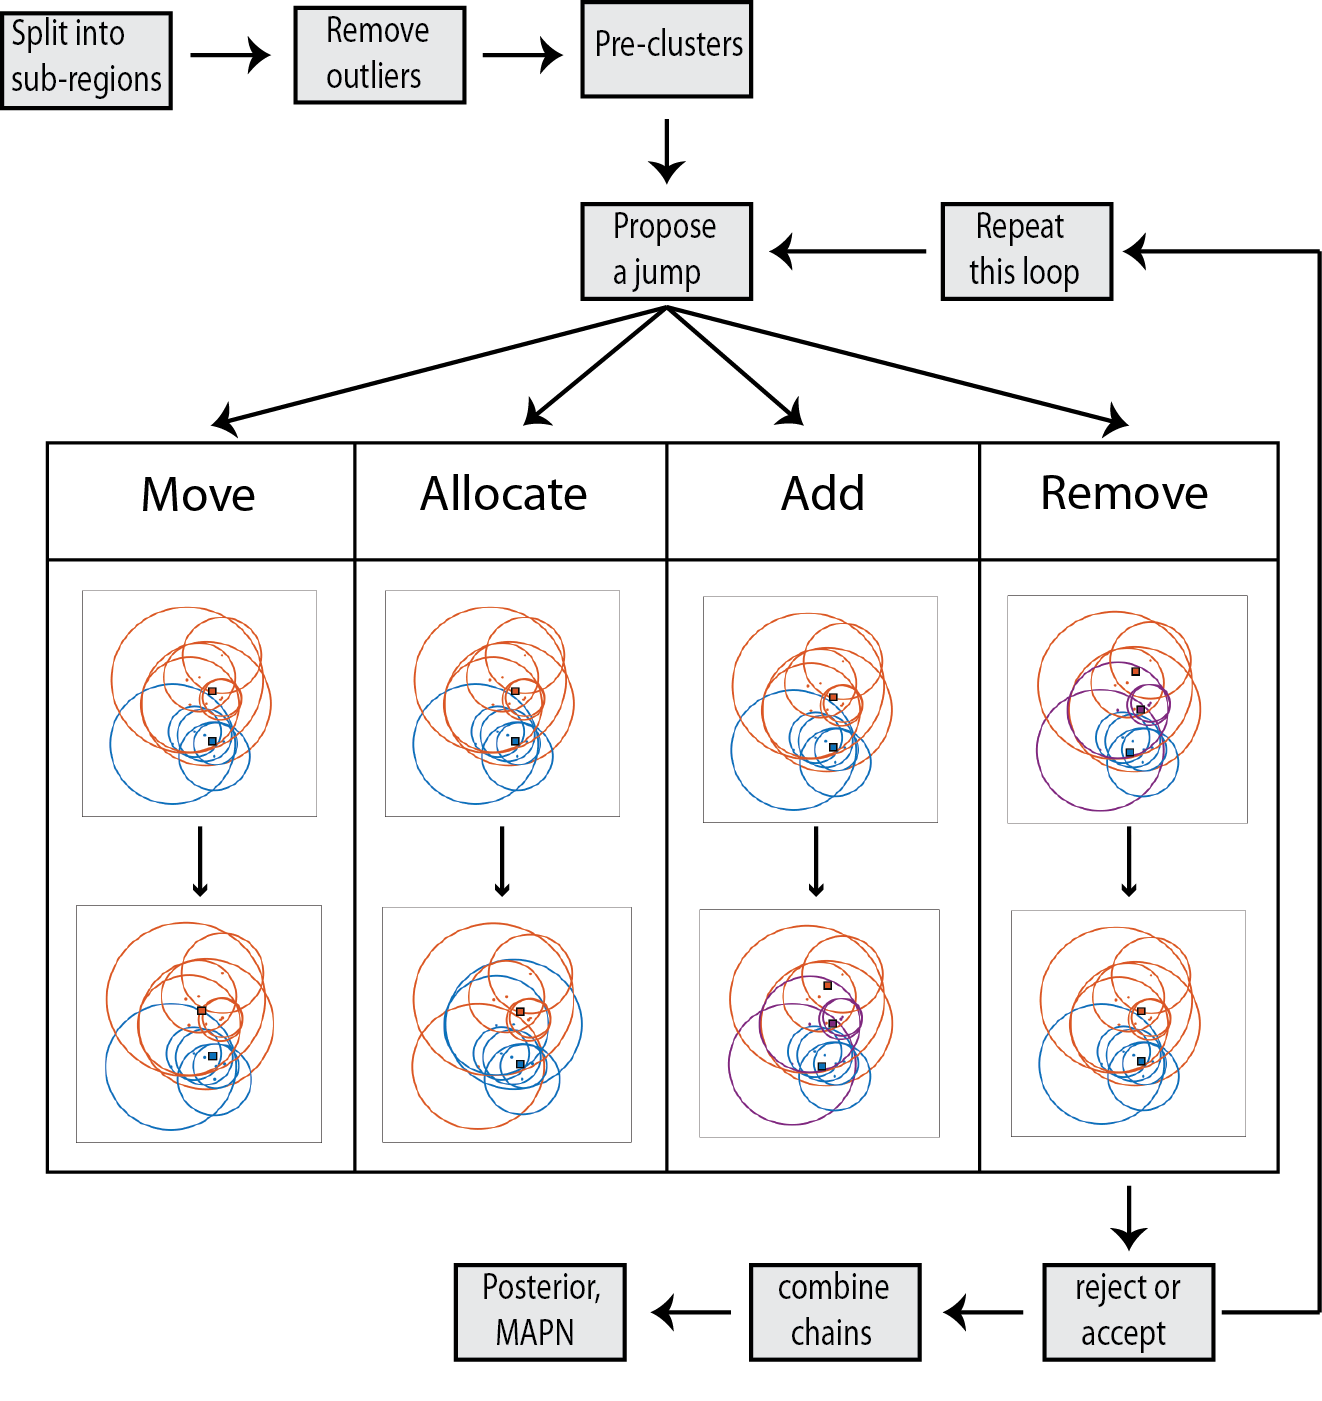 Split into
sub-regions
Remove
outliers
Pre-clusters
Propose
a jump
Repeat
this loop
Move
Allocate
Add
Remove
reject or
accept
combine
chains
Posterior,
MAPN